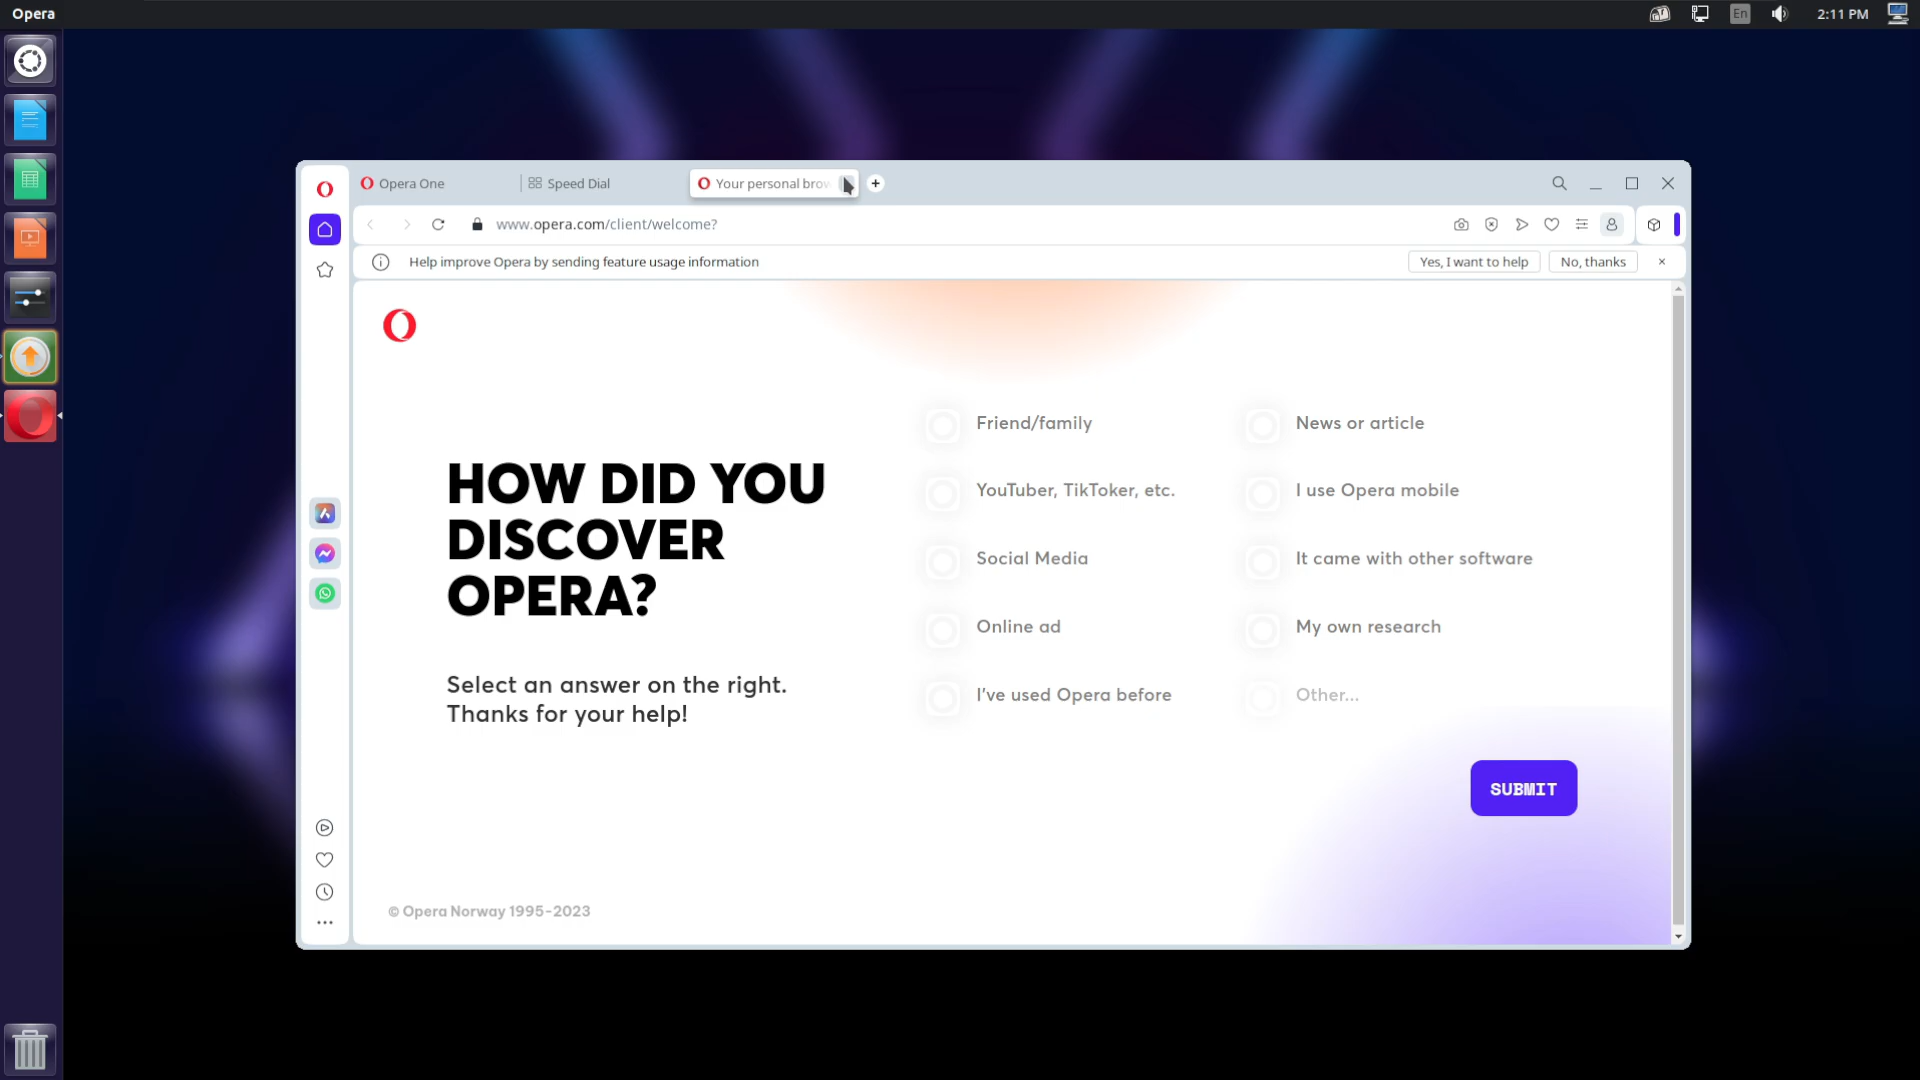 Opera
En
2:11 PM
Opera One
Speed Dial
Your personal brow
www.opera.com/client/welcome?
Help improve Opera by sending feature usage information
Yes, I want to help
No, thanks
HOW DID YOU
DISCOVER
OPERA?
Select an answer on the right.
Thanks for your help!
Friend/family
News or article
YouTuber, TikToker, etc.
I use Opera mobile
Social Media
It came with other software
Online ad
My own research
I've used Opera before
Other...
SUBMIT
© Opera Norway 1995-2023